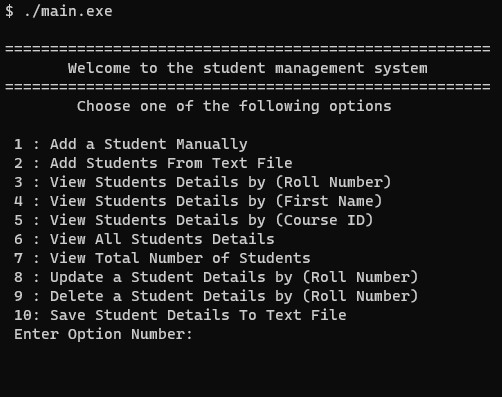 $ ./main.exe
======================================================
Welcome to the student management system
======================================================
Choose one of the following options
1 : Add a Student Manually
2 : Add Students From Text File
3 : View Students Details by (Roll Number)
4 : View Students Details by (First Name)
5 : View Students Details by (Course ID)
6 : View All Students Details
7 : View Total Number of Students
8 : Update a Student Details by (Roll Number)
9 : Delete a Student Details by (Roll Number)
10: Save Student Details To Text File
Enter Option Number: